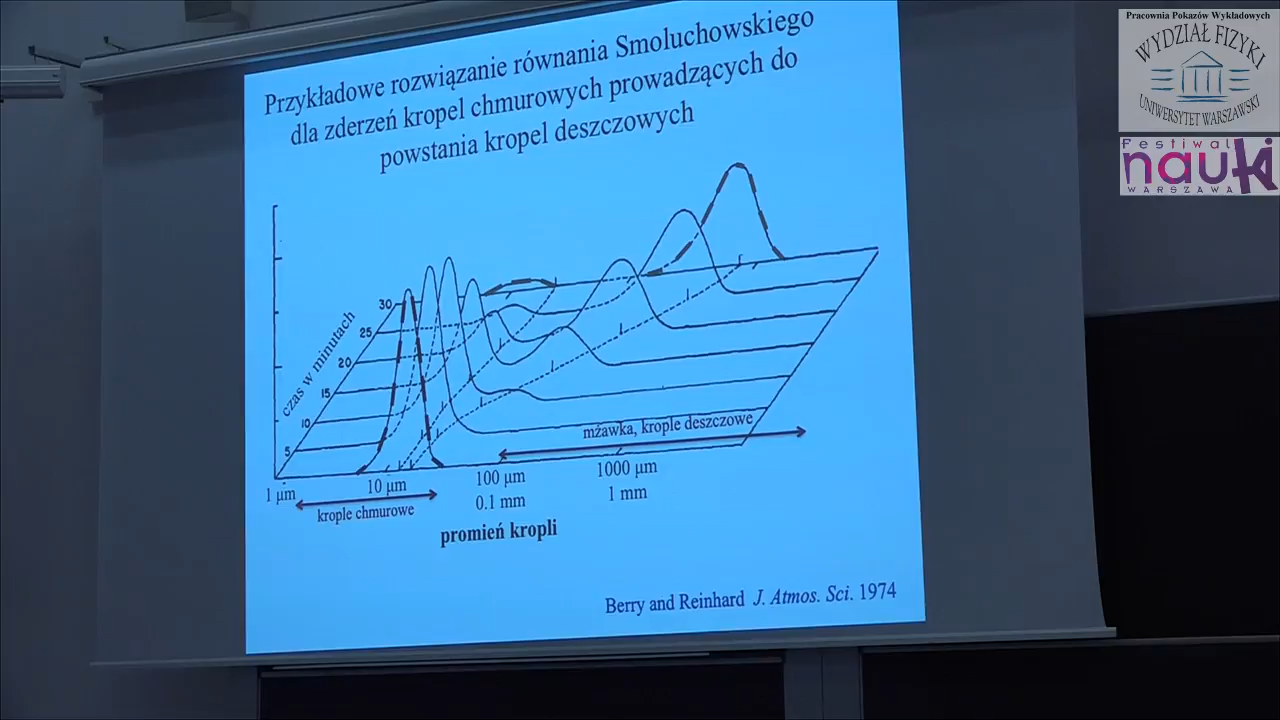 Pracownia Pokazów Wykładowych
WYDZIAŁ FIZYKI
UNIWERSYTET WARSZAWSKI
Festiwal
nauki
WARSZAWA
Przykładowe rozwiązanie równania Smoluchowskiego
dla zderzeń kropel chmurowych prowadzących do
powstania kropel deszczowych
czas w minutach
30
25
20
15
10
5
mżawka, krople deszczowe
1 μm
10 μm
100 μm
1000 μm
0.1 mm
1 mm
krople chmurowe
promień kropli
Berry and Reinhard J. Atmos. Sci. 1974